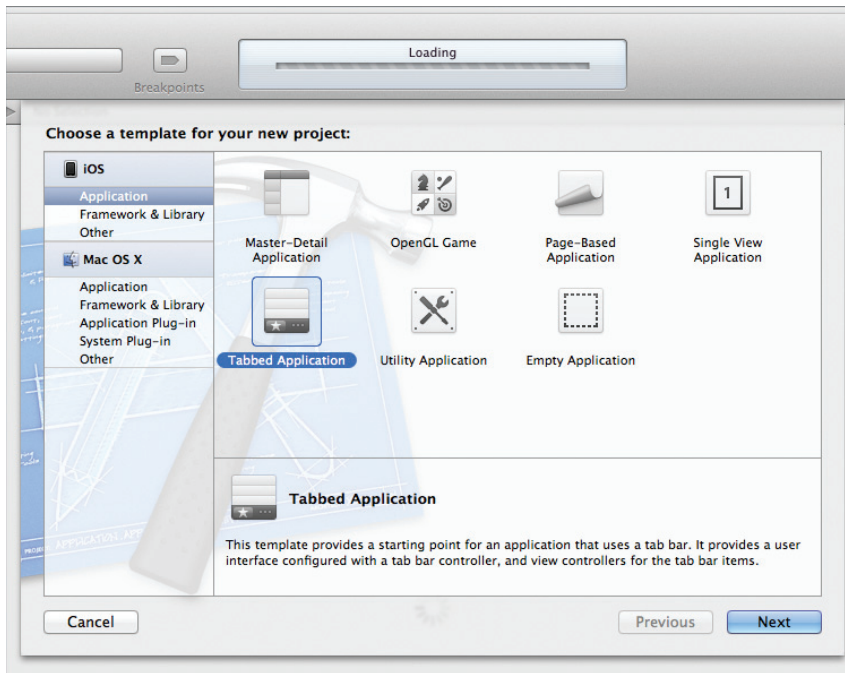 Loading
Breakpoints
No Selection
Choose a template for your new project:
iOS
Application
Framework & Library
Other
Mac OS X
Application
Framework & Library
Application Plug-in
System Plug-in
Other
Master-Detail
Application
OpenGL Game
Page-Based
Application
1
Single View
Application
Tabbed Application
Utility Application
Empty Application
Tabbed Application
This template provides a starting point for an application that uses a tab bar. It provides a user
interface configured with a tab bar controller, and view controllers for the tab bar items.
Cancel
Previous
Next